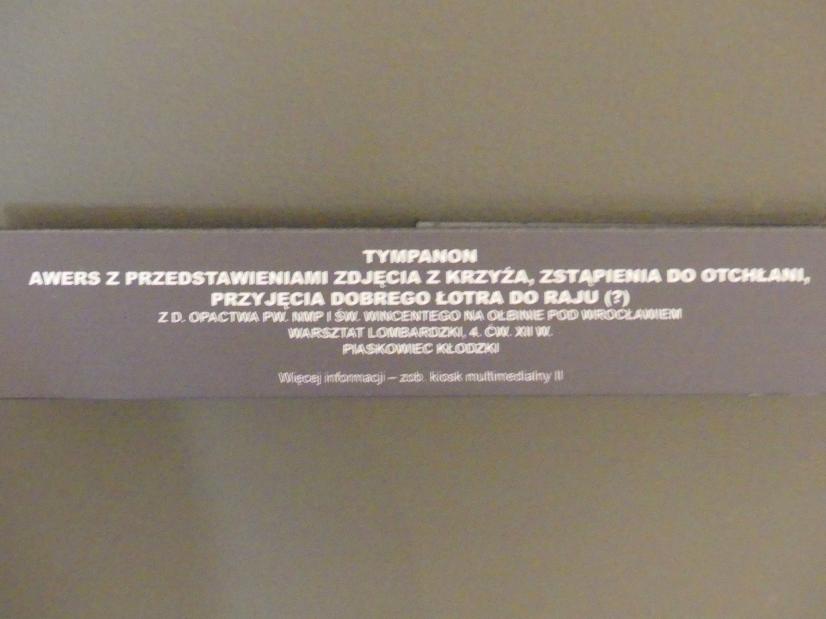 TYMPANON
AWERS Z PRZEDSTAWIENIAMI ZDJĘCIA Z KRZYŻA, ZSTĄPIENIA DO OTCHŁANI,
PRZYJĘCIA DOBREGO ŁOTRA DO RAJU (?)
Z D. OPACTWA PW. NMP I ŚW. WINCENTEGO NA OŁBINIE POD WROCŁAWIEM
WARSZTAT LOMBARDZKI, 4. ĆW. XII W.
PIASKOWIEC KŁODZKI
Więcej informacji – zob. kiosk multimedialny II